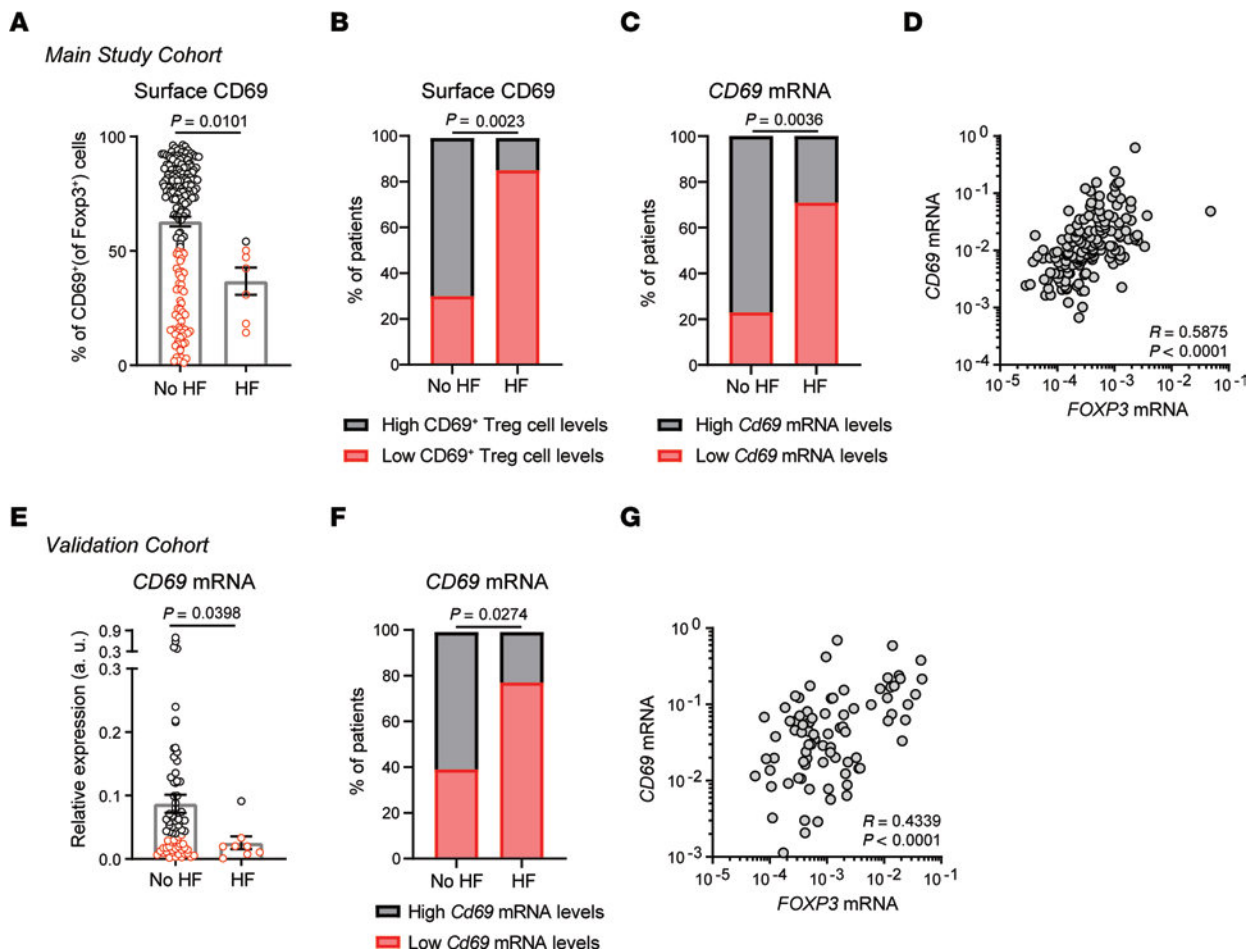 A
Main Study Cohort
Surface CD69
P = 0.0101
% of CD69⁺(of Foxp3⁺) cells
100
50
0
No HF HF
B
Surface CD69
P = 0.0023
% of patients
100
80
60
40
20
0
No HF HF
High CD69⁺ Treg cell levels
Low CD69⁺ Treg cell levels
C
CD69 mRNA
P = 0.0036
% of patients
100
80
60
40
20
0
No HF HF
High Cd69 mRNA levels
Low Cd69 mRNA levels
D
CD69 mRNA
10⁰
10⁻¹
10⁻²
10⁻³
10⁻⁴
R = 0.5875
P < 0.0001
10⁻⁵ 10⁻⁴ 10⁻³ 10⁻² 10⁻¹
FOXP3 mRNA
E
Validation Cohort
CD69 mRNA
P = 0.0398
Relative expression (a. u.)
0.9
0.3
0.3
0.2
0.1
0.0
No HF HF
F
CD69 mRNA
P = 0.0274
% of patients
100
80
60
40
20
0
No HF HF
High Cd69 mRNA levels
Low Cd69 mRNA levels
G
CD69 mRNA
10⁰
10⁻¹
10⁻²
10⁻³
R = 0.4339
P < 0.0001
10⁻⁵ 10⁻⁴ 10⁻³ 10⁻² 10⁻¹
FOXP3 mRNA